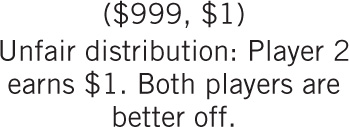 ($999, $1)
Unfair distribution: Player 2
earns $1. Both players are
better off.